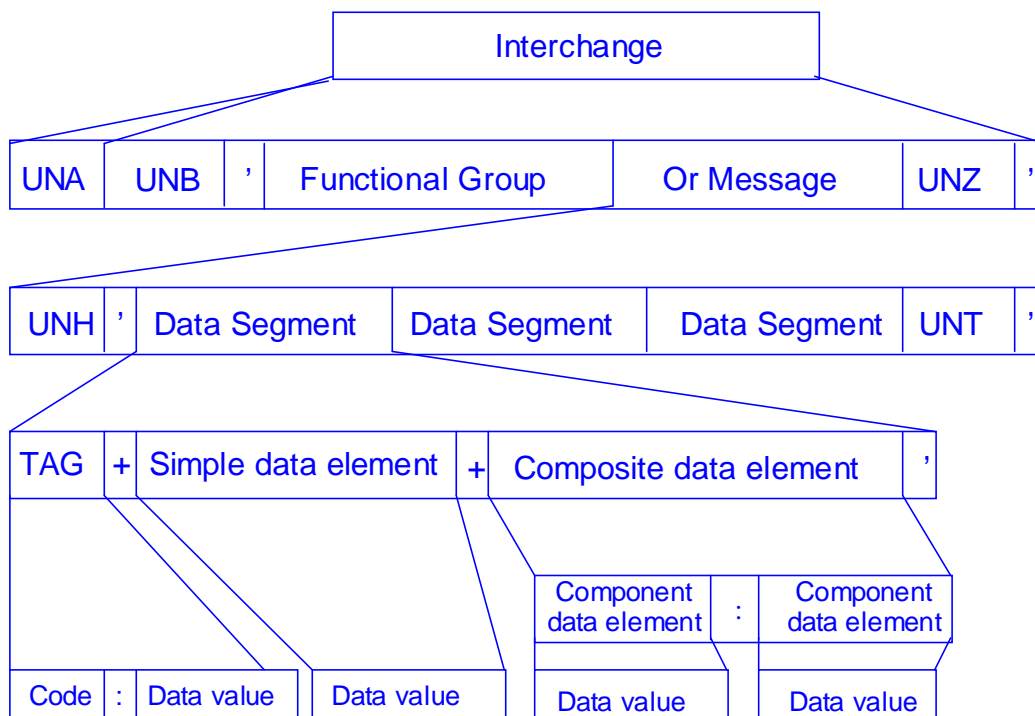 Interchange
UNA UNB ’ Functional Group Or Message UNZ ’
UNH ’ Data Segment Data Segment Data Segment UNT ’
TAG + Simple data element + Composite data element ’
Component data element : Component data element
Code : Data value Data value Data value Data value